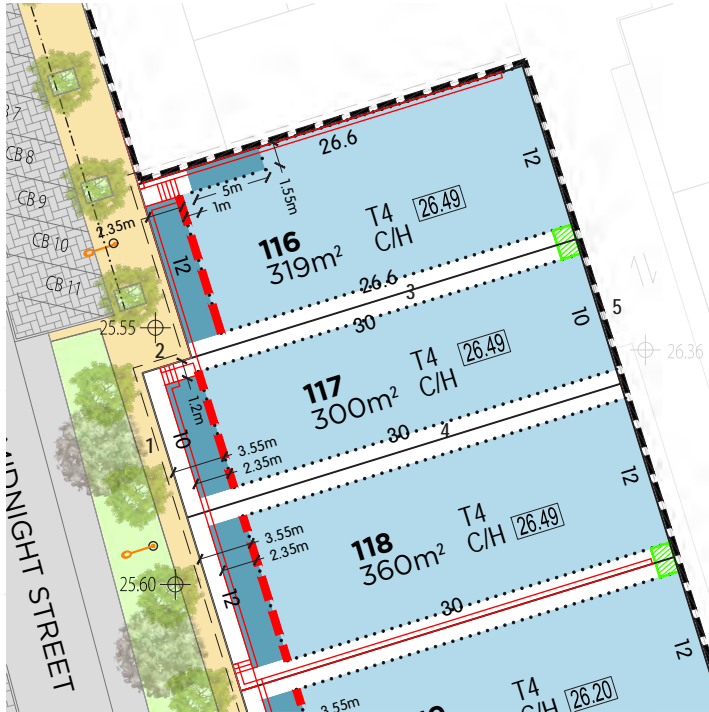 CB 8
CB 9
CB 10
CB 11
26.6
12
5m
1m
1.55m
2.35m
116
319m²
T4
C/H
26.49
12
26.6
3
25.55
2
30
10
5
26.36
117
300m²
T4
C/H
26.49
1.2m
1
10
3.55m
2.35m
30
4
12
118
360m²
T4
C/H
26.49
3.55m
2.35m
25.60
12
30
12
MIDNIGHT STREET
T4
C/H
26.20
3.55m